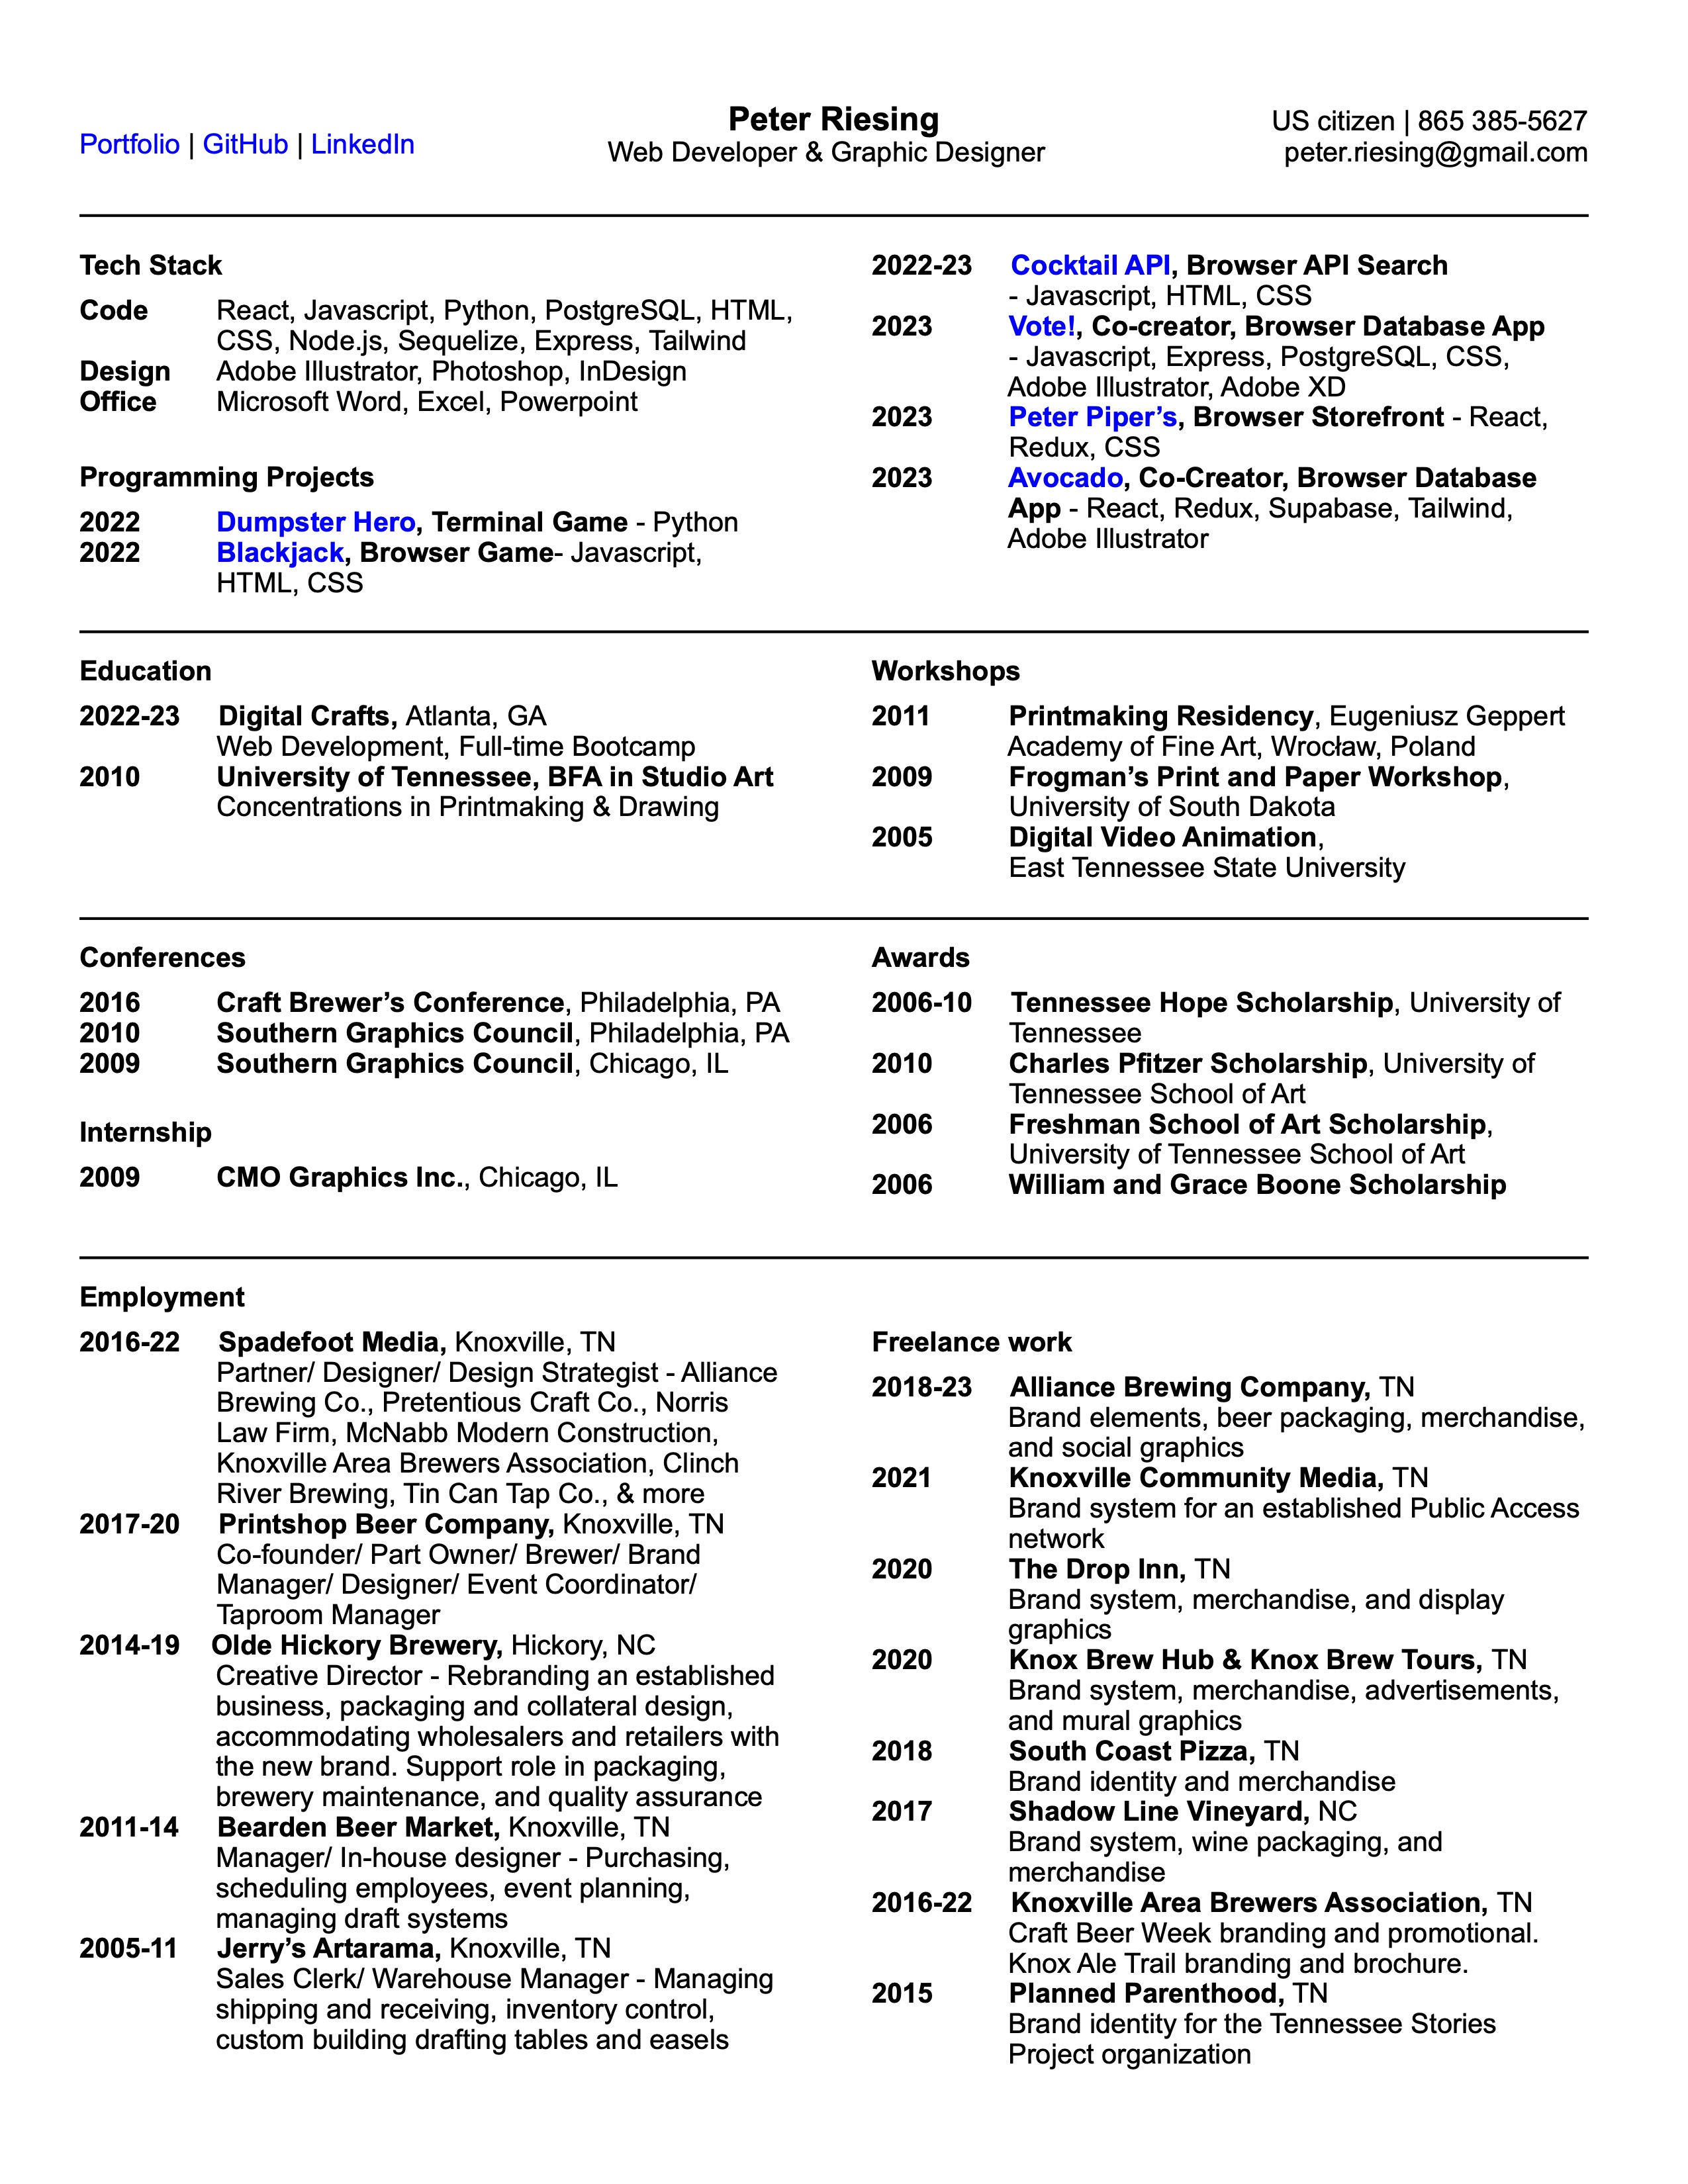 Portfolio | GitHub | LinkedIn
Peter Riesing
Web Developer & Graphic Designer
US citizen | 865 385-5627
peter.riesing@gmail.com
Tech Stack
Code React, Javascript, Python, PostgreSQL, HTML,
CSS, Node.js, Sequelize, Express, Tailwind
Design Adobe Illustrator, Photoshop, InDesign
Office Microsoft Word, Excel, Powerpoint
Programming Projects
2022 Dumpster Hero, Terminal Game - Python
2022 Blackjack, Browser Game- Javascript,
HTML, CSS
2022-23 Cocktail API, Browser API Search
- Javascript, HTML, CSS
2023 Vote!, Co-creator, Browser Database App
- Javascript, Express, PostgreSQL, CSS,
Adobe Illustrator, Adobe XD
2023 Peter Piper’s, Browser Storefront - React,
Redux, CSS
2023 Avocado, Co-Creator, Browser Database
App - React, Redux, Supabase, Tailwind,
Adobe Illustrator
Education
2022-23 Digital Crafts, Atlanta, GA
Web Development, Full-time Bootcamp
2010 University of Tennessee, BFA in Studio Art
Concentrations in Printmaking & Drawing
Workshops
2011 Printmaking Residency, Eugeniusz Geppert
Academy of Fine Art, Wrocław, Poland
2009 Frogman’s Print and Paper Workshop,
University of South Dakota
2005 Digital Video Animation,
East Tennessee State University
Conferences
2016 Craft Brewer’s Conference, Philadelphia, PA
2010 Southern Graphics Council, Philadelphia, PA
2009 Southern Graphics Council, Chicago, IL
Internship
2009 CMO Graphics Inc., Chicago, IL
Awards
2006-10 Tennessee Hope Scholarship, University of
Tennessee
2010 Charles Pfitzer Scholarship, University of
Tennessee School of Art
2006 Freshman School of Art Scholarship,
University of Tennessee School of Art
2006 William and Grace Boone Scholarship
Employment
2016-22 Spadefoot Media, Knoxville, TN
Partner/ Designer/ Design Strategist - Alliance
Brewing Co., Pretentious Craft Co., Norris
Law Firm, McNabb Modern Construction,
Knoxville Area Brewers Association, Clinch
River Brewing, Tin Can Tap Co., & more
2017-20 Printshop Beer Company, Knoxville, TN
Co-founder/ Part Owner/ Brewer/ Brand
Manager/ Designer/ Event Coordinator/
Taproom Manager
2014-19 Olde Hickory Brewery, Hickory, NC
Creative Director - Rebranding an established
business, packaging and collateral design,
accommodating wholesalers and retailers with
the new brand. Support role in packaging,
brewery maintenance, and quality assurance
2011-14 Bearden Beer Market, Knoxville, TN
Manager/ In-house designer - Purchasing,
scheduling employees, event planning,
managing draft systems
2005-11 Jerry’s Artarama, Knoxville, TN
Sales Clerk/ Warehouse Manager - Managing
shipping and receiving, inventory control,
custom building drafting tables and easels
Freelance work
2018-23 Alliance Brewing Company, TN
Brand elements, beer packaging, merchandise,
and social graphics
2021 Knoxville Community Media, TN
Brand system for an established Public Access
network
2020 The Drop Inn, TN
Brand system, merchandise, and display
graphics
2020 Knox Brew Hub & Knox Brew Tours, TN
Brand system, merchandise, advertisements,
and mural graphics
2018 South Coast Pizza, TN
Brand identity and merchandise
2017 Shadow Line Vineyard, NC
Brand system, wine packaging, and
merchandise
2016-22 Knoxville Area Brewers Association, TN
Craft Beer Week branding and promotional.
Knox Ale Trail branding and brochure.
2015 Planned Parenthood, TN
Brand identity for the Tennessee Stories
Project organization